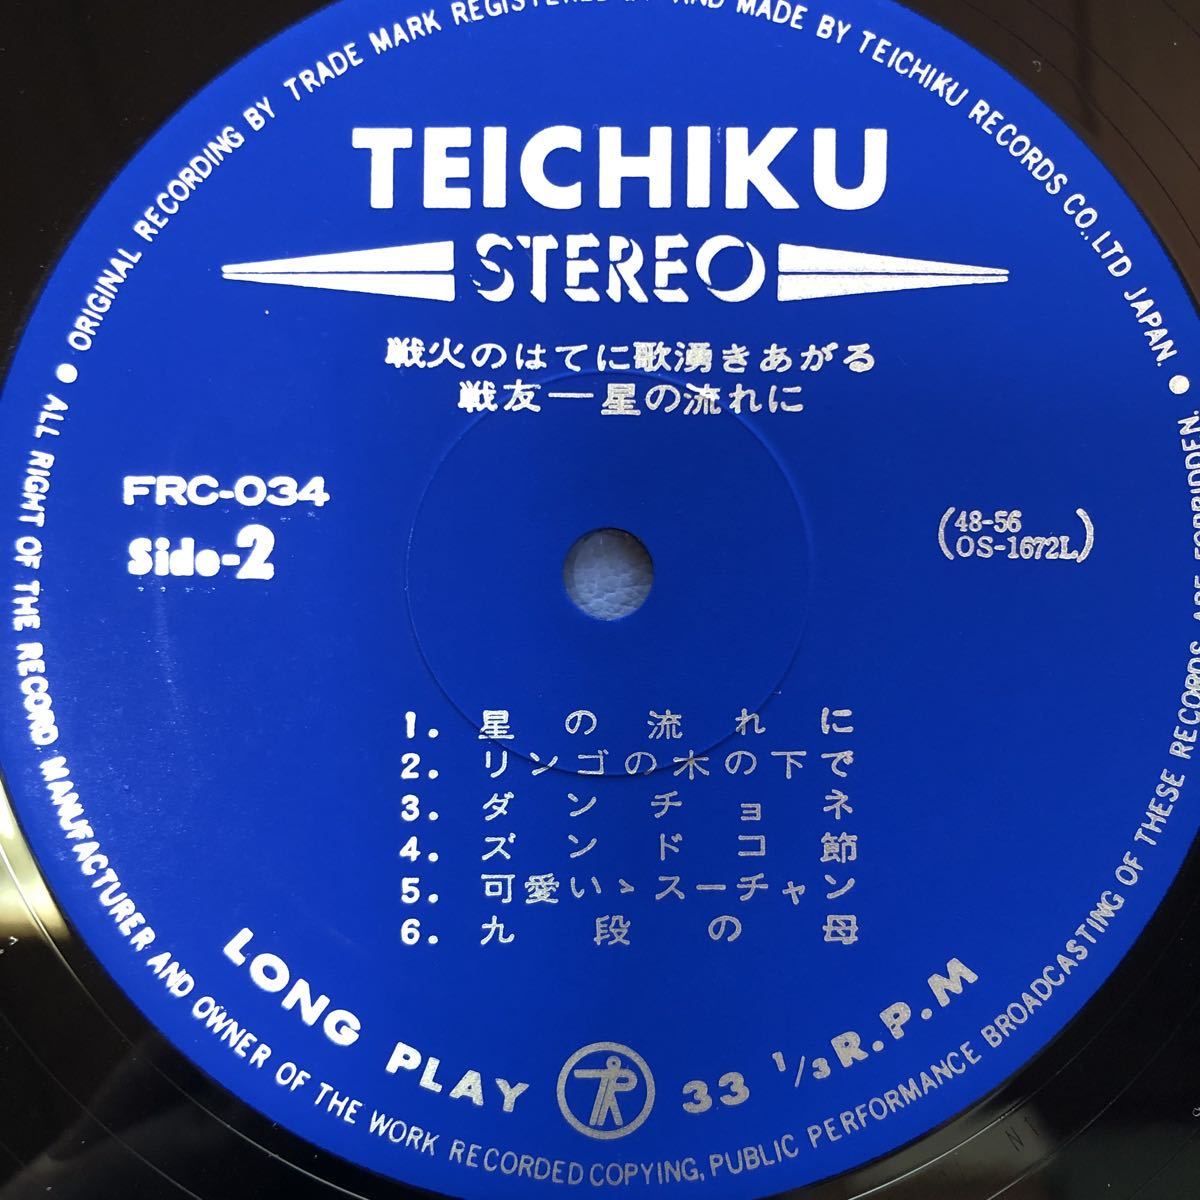 ORIGINAL RECORDING BY TRADE MARK REGISTERED AND MADE BY TEICHIKU RECORDS CO.,LTD JAPAN.
TEICHIKU
STEREO
戦火のはてに歌湧きあがる
戦友―星の流れに
FRC-034
Side-2
(48-56
OS-1672L)
1. 星の流れに
2. リンゴの木の下で
3. ダンチョネ
4. ズンドコ節
5. 可愛いゝスーチャン
6. 九段の母
LONG PLAY
33 1/3 R.P.M
● ALL RIGHT OF THE RECORD MANUFACTURER AND OWNER OF THE WORK RECORDED COPYING, PUBLIC PERFORMANCE BROADCASTING OF THESE RECORDS ARE FORBIDDEN. ●